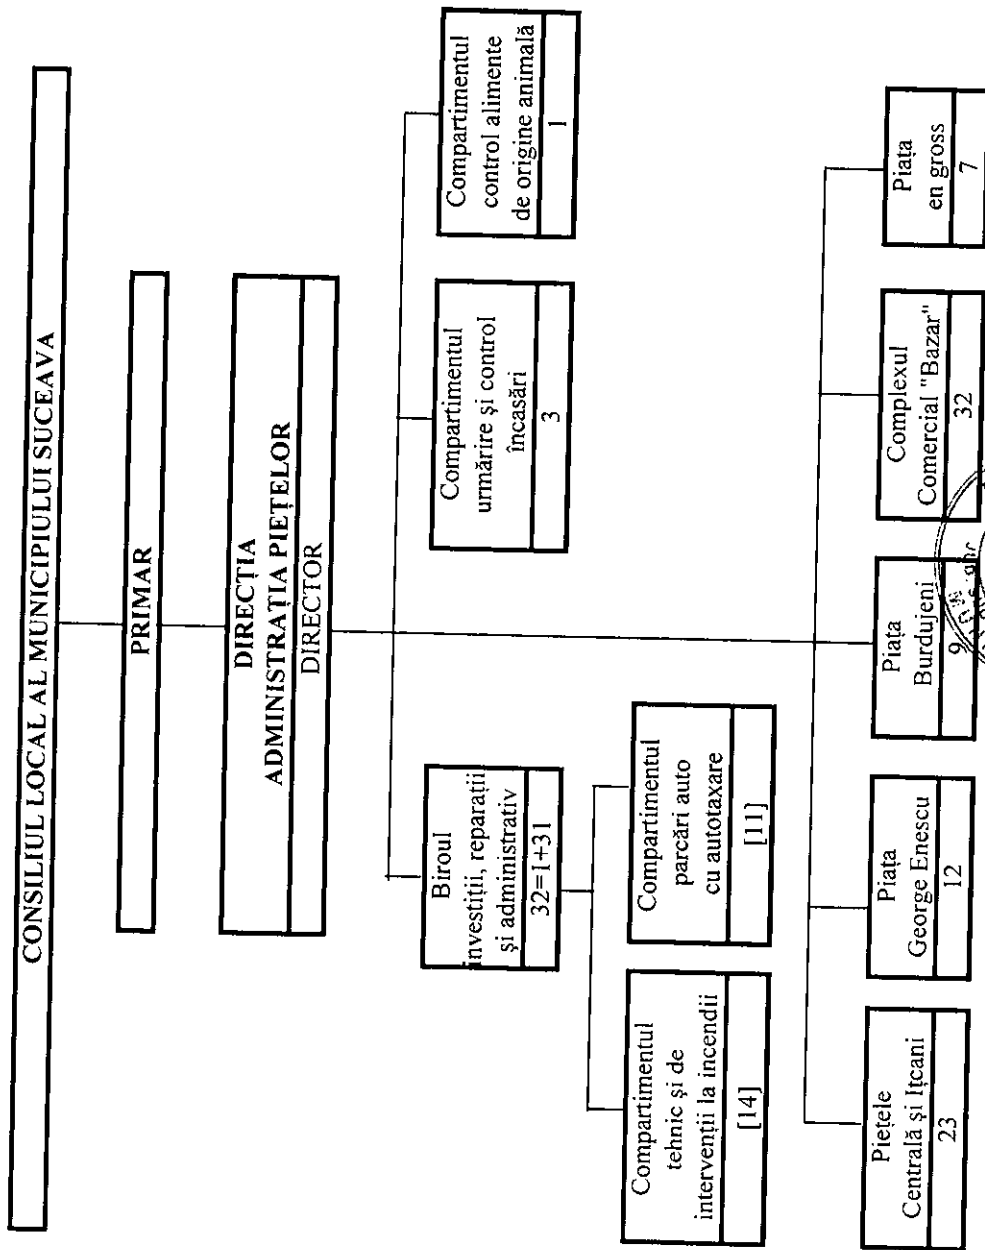 CONSILIUL LOCAL AL MUNICIPIULUI SUCEAVA
PRIMAR
DIRECȚIA
ADMINISTRAȚIA PIEȚELOR
DIRECTOR
Biroul
investiții, reparații
și administrativ
32=1+31
Compartimentul
urmărire și control
încasări
3
Compartimentul
control alimente
de origine animală
1
Compartimentul
tehnic și de
intervenții la incendii
[14]
Compartimentul
parcări auto
cu autotaxare
[11]
Piețele
Centrală și Ițcani
23
Piața
George Enescu
12
Piața
Burdujeni
9
Complexul
Comercial "Bazar"
32
Piața
en gross
7